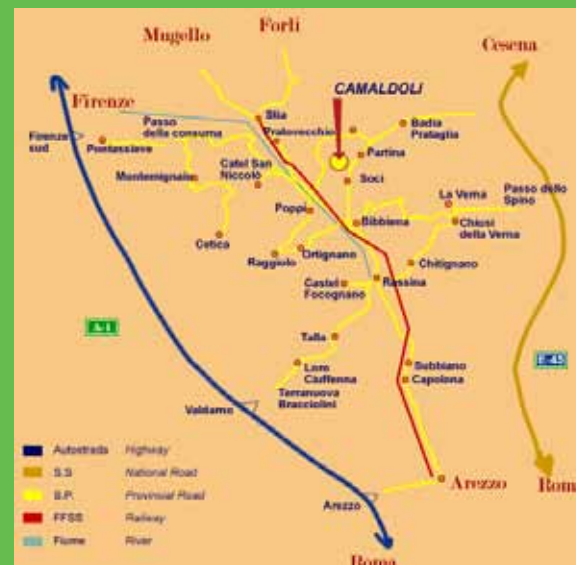 Forlì
Mugello
Cesena
CAMALDOLI
Firenze
Passo
della consuma
Stia
Pratovecchio
Badia
Prataglia
Firenze
sud
Pontassieve
Partina
Montemignaio
Catel San
Niccolò
Soci
La Verna
Passo dello
Spino
Poppi
Bibbiena
Chiusi
della Verna
Cetica
Raggiolo
Ortignano
Chitignano
Castel
Focognano
Rassina
A-1
Talla
E-45
Loro
Ciuffenna
Subbiano
Capolona
Terranuova
Bracciolini
Valdarno
Autostrada Highway
S.S National Road
S.P. Provincial Road
FFSS Railway
Fiume River
Arezzo
Arezzo
Roma
Roma